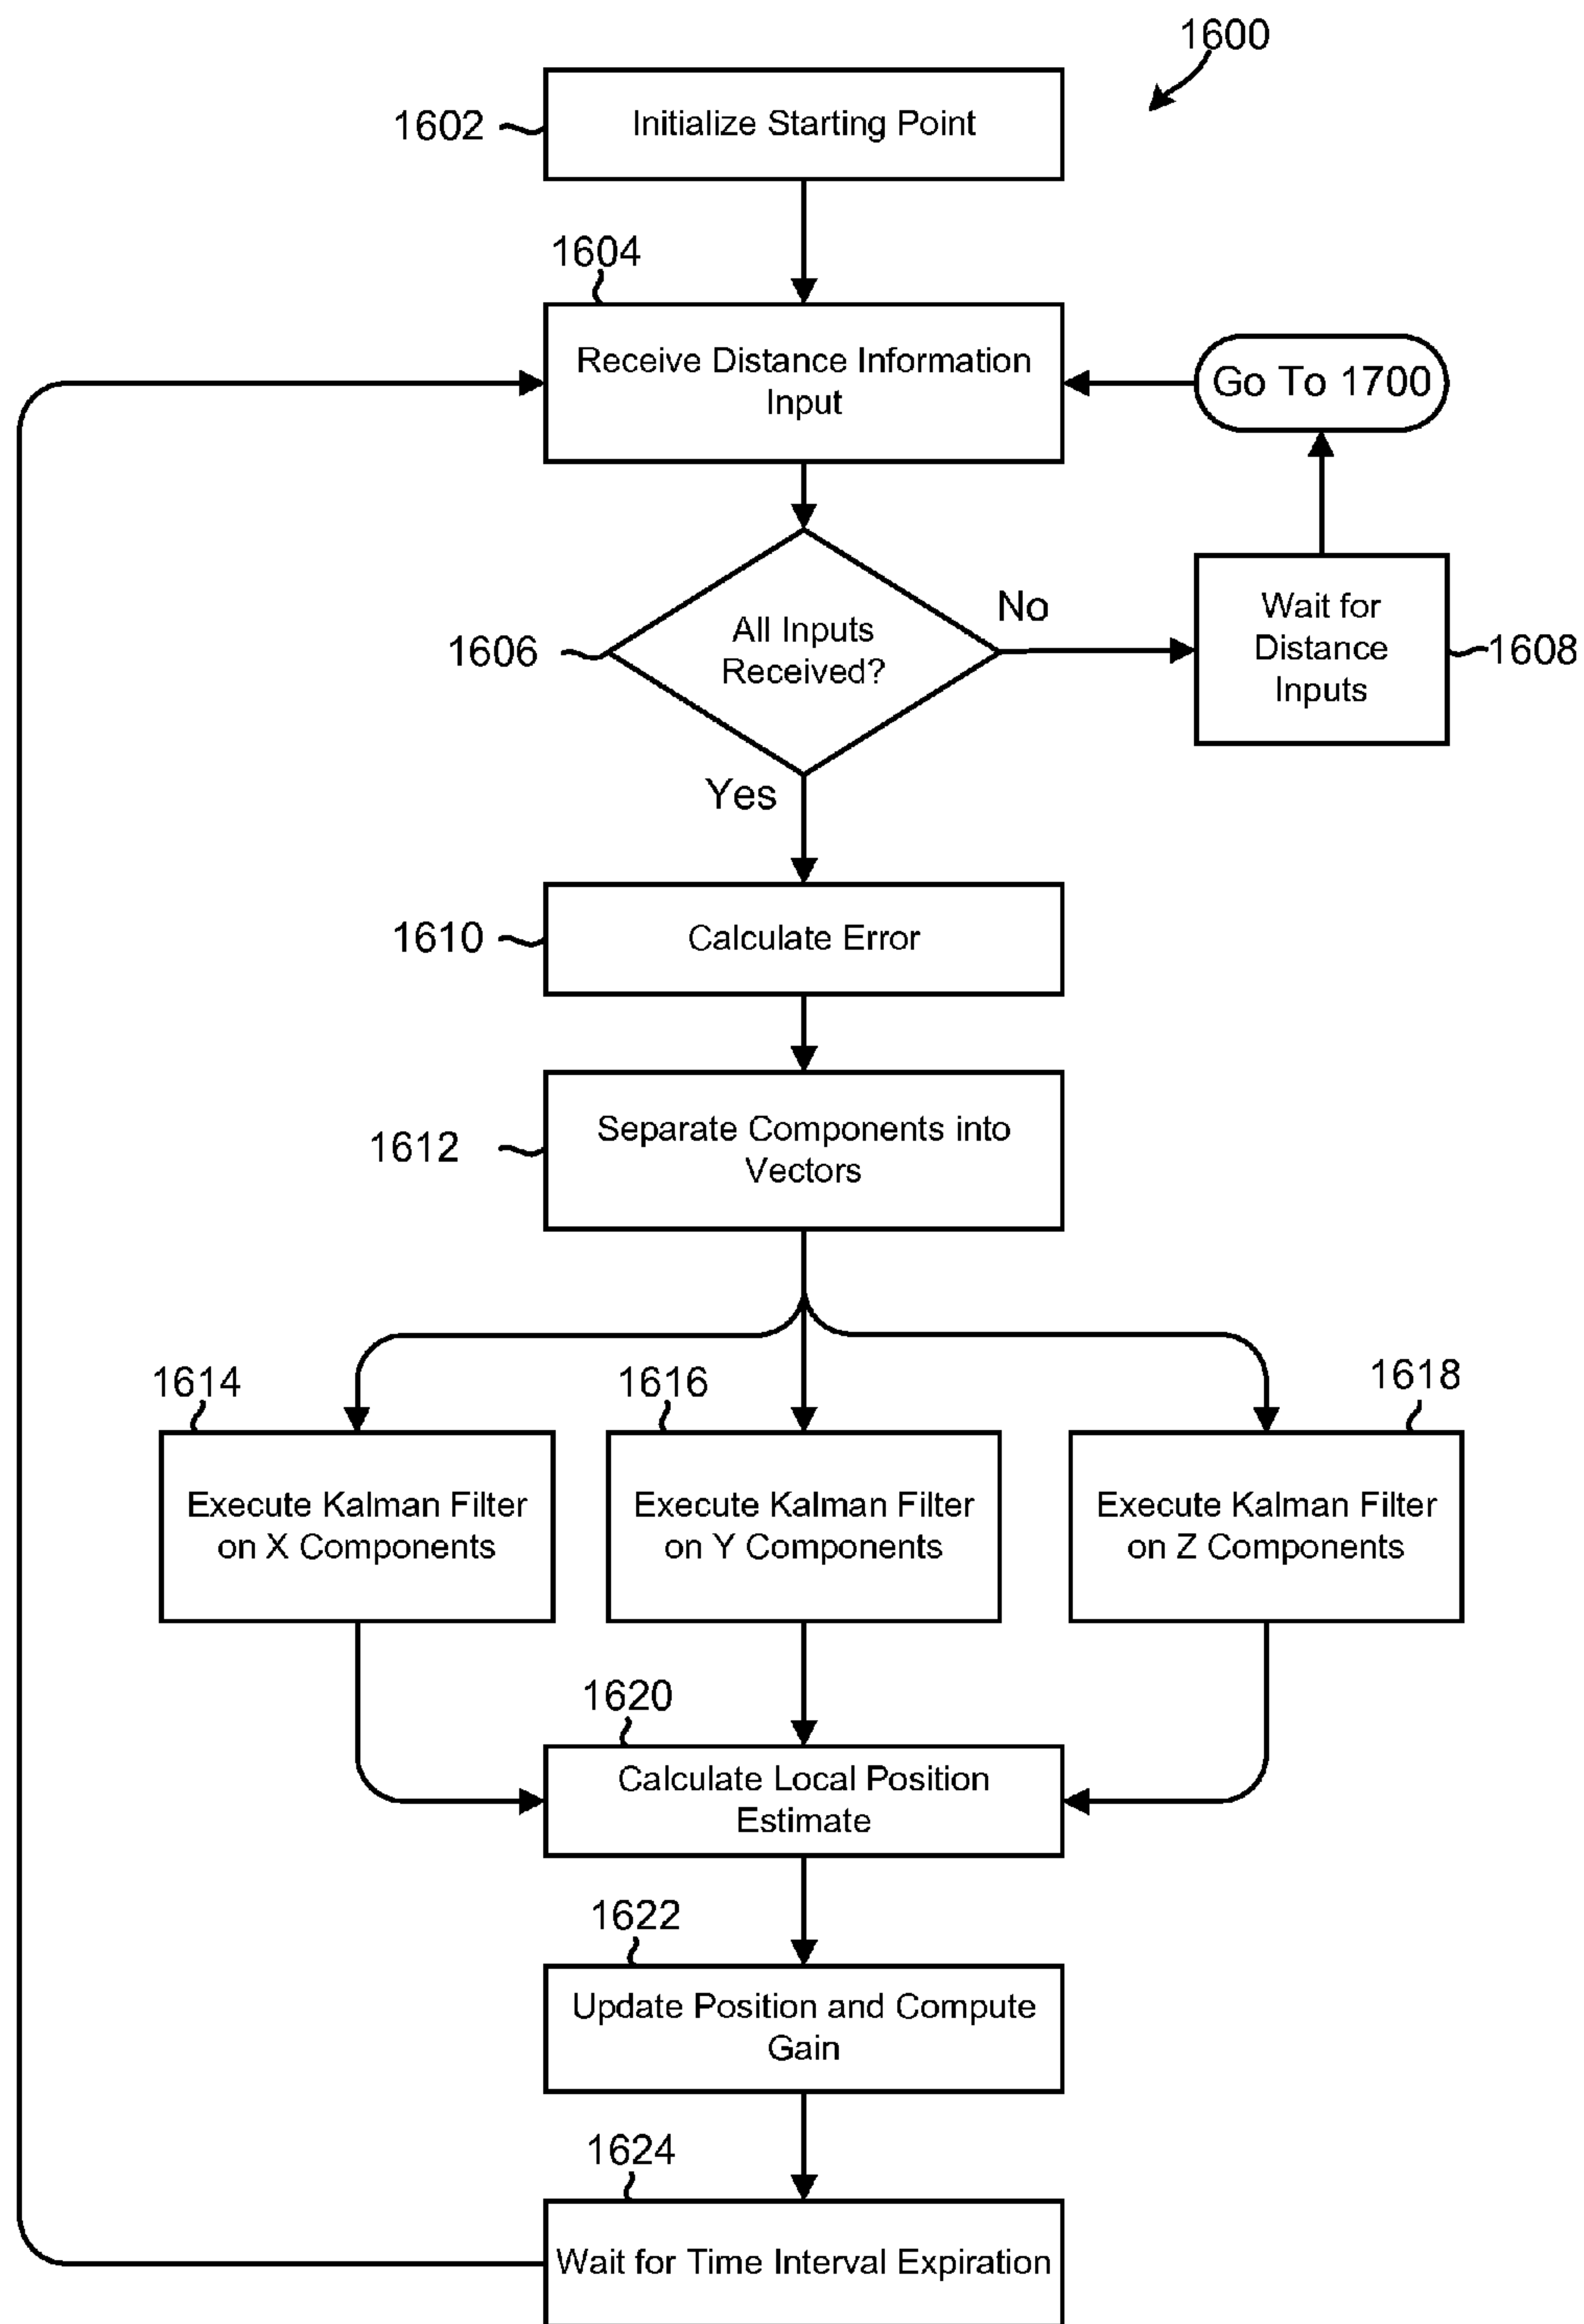 1600
1602
Initialize Starting Point
1604
Receive Distance Information
Input
Go To 1700
1606
All Inputs
Received?
No
Wait for
Distance
Inputs
1608
Yes
1610
Calculate Error
1612
Separate Components into
Vectors
1614
1616
1618
Execute Kalman Filter
on X Components
Execute Kalman Filter
on Y Components
Execute Kalman Filter
on Z Components
1620
Calculate Local Position
Estimate
1622
Update Position and Compute
Gain
1624
Wait for Time Interval Expiration